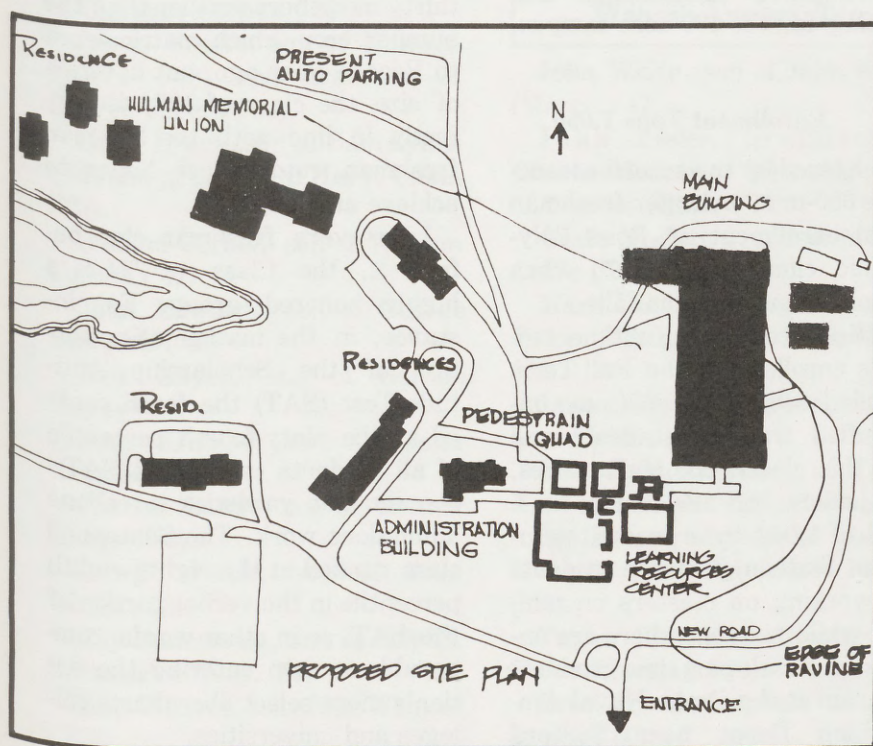 RESIDENCE
PRESENT
AUTO PARKING
HULMAN MEMORIAL
UNION
N
MAIN
BUILDING
RESIDENCES
RESID.
PEDESTRAIN
QUAD
ADMINISTRATION
BUILDING
LEARNING
RESOURCES
CENTER
NEW ROAD
EDGE OF
RAVINE
PROPOSED SITE PLAN
ENTRANCE